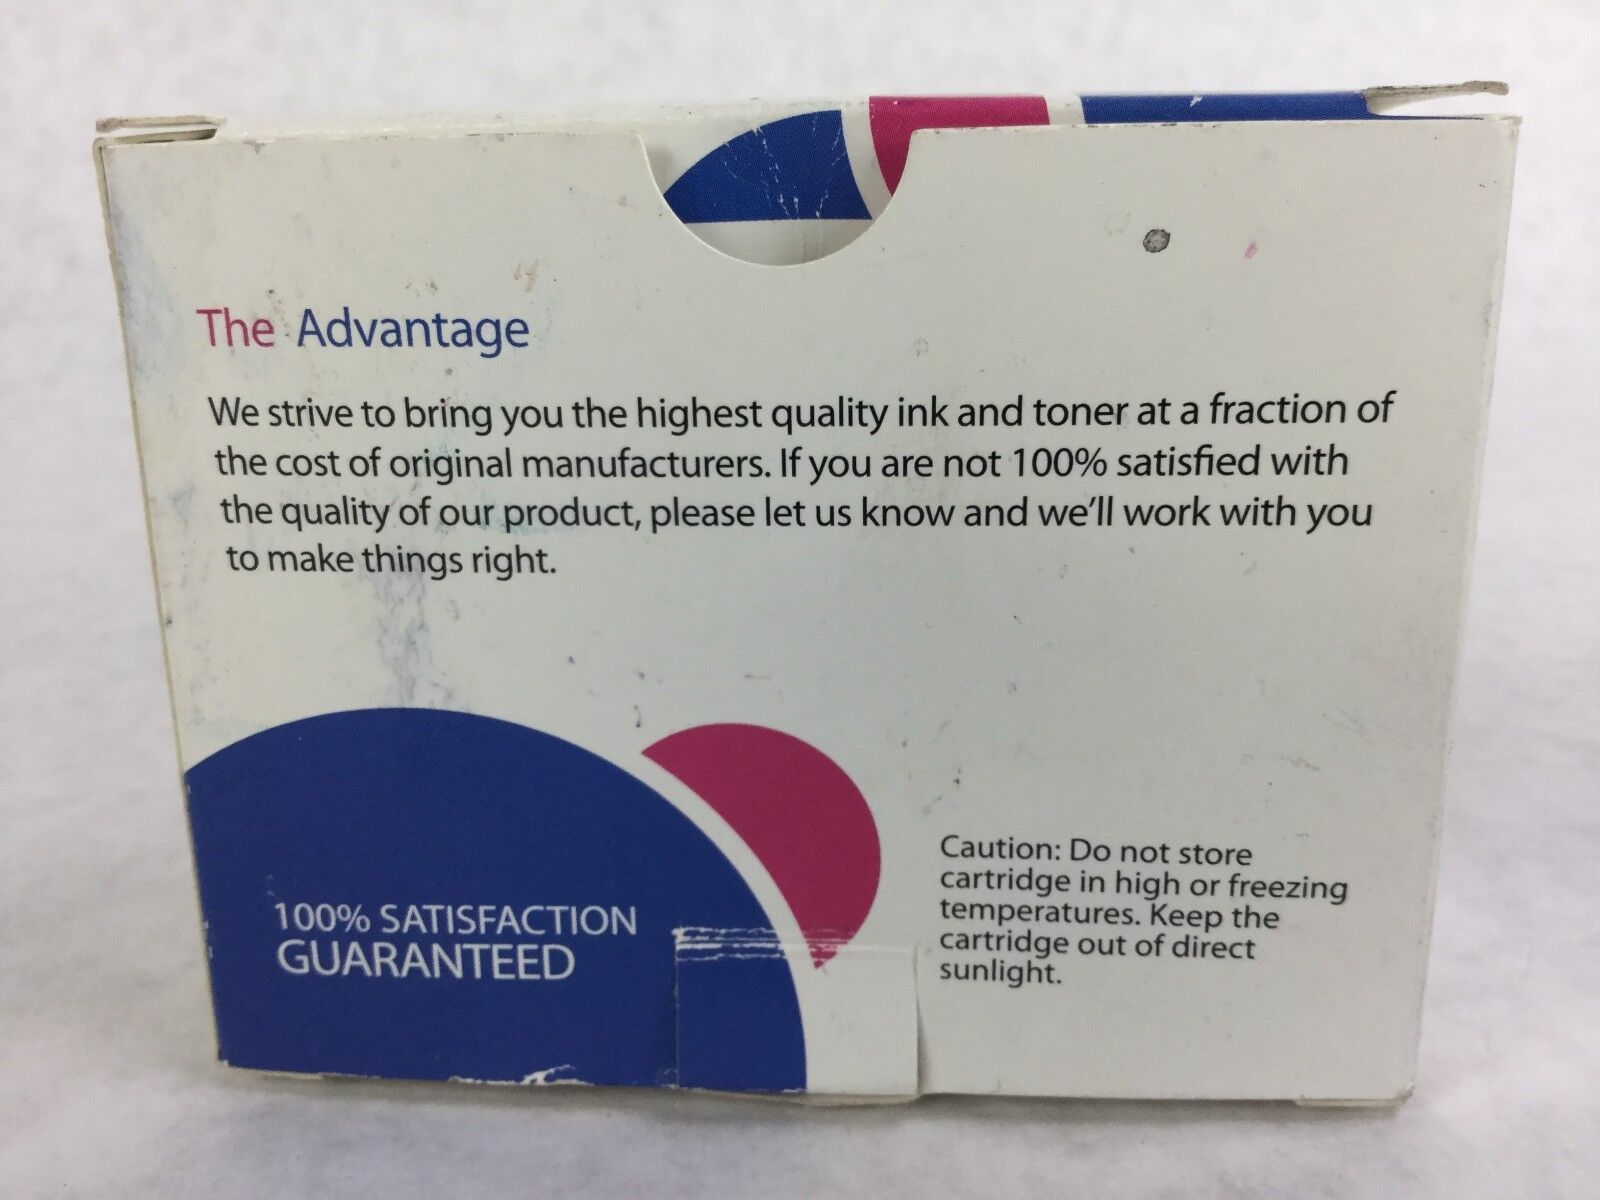 The Advantage
We strive to bring you the highest quality ink and toner at a fraction of
the cost of original manufacturers. If you are not 100% satisfied with
the quality of our product, please let us know and we'll work with you
to make things right.
100% SATISFACTION
GUARANTEED
Caution: Do not store
cartridge in high or freezing
temperatures. Keep the
cartridge out of direct
sunlight.